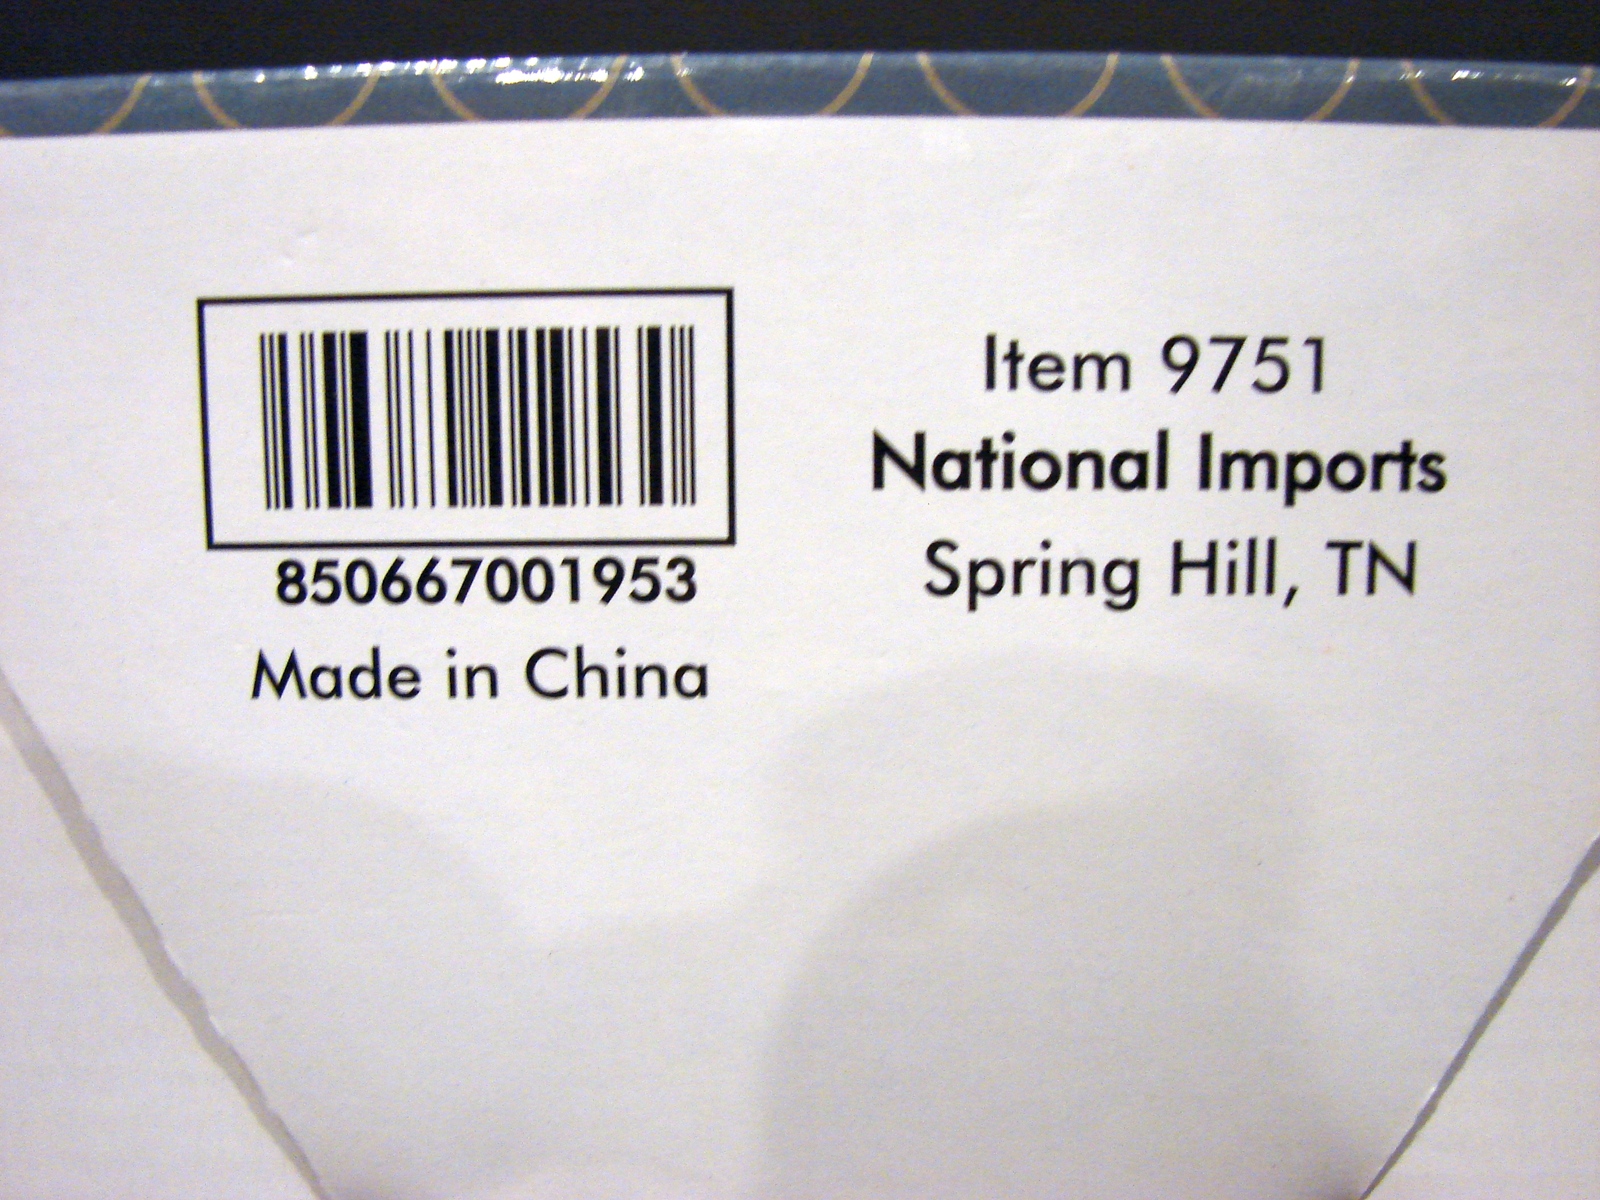 850667001953
Made in China
Item 9751
National Imports
Spring Hill, TN